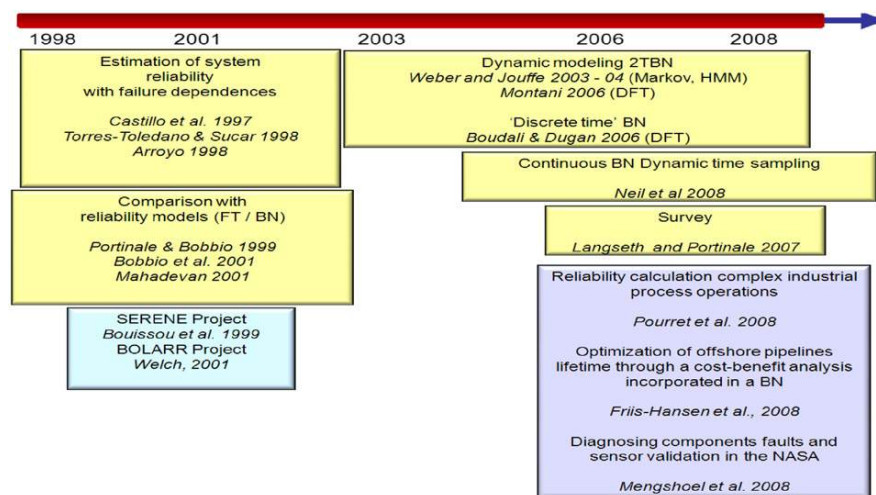 1998 2001 2003 2006 2008
Estimation of system
reliability
with failure dependences
Castillo et al. 1997
Torres-Toledano & Sucar 1998
Arroyo 1998
Comparison with
reliability models (FT / BN)
Portinale & Bobbio 1999
Bobbio et al. 2001
Mahadevan 2001
SERENE Project
Bouissou et al. 1999
BOLARR Project
Welch, 2001
Dynamic modeling 2TBN
Weber and Jouffe 2003 - 04 (Markov, HMM)
Montani 2006 (DFT)
‘Discrete time’ BN
Boudali & Dugan 2006 (DFT)
Continuous BN Dynamic time sampling
Neil et al 2008
Survey
Langseth and Portinale 2007
Reliability calculation complex industrial
process operations
Pourret et al. 2008
Optimization of offshore pipelines
lifetime through a cost-benefit analysis
incorporated in a BN
Friis-Hansen et al., 2008
Diagnosing components faults and
sensor validation in the NASA
Mengshoel et al. 2008